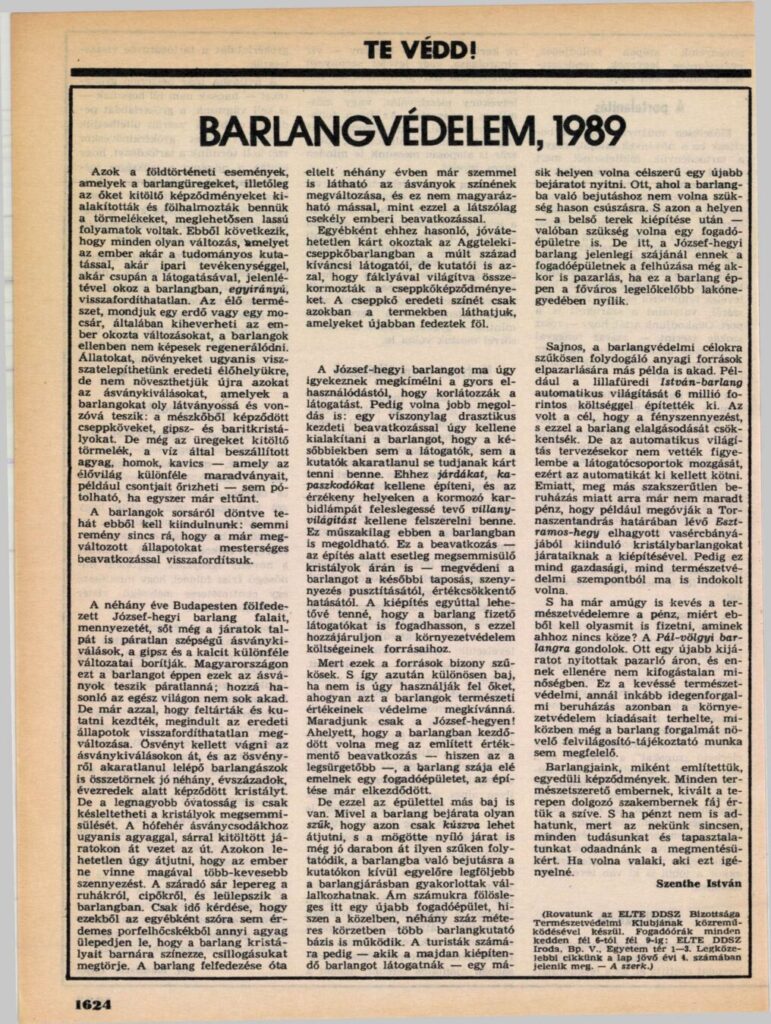 TE VÉDD!
BARLANGVÉDELEM, 1989
Azok a földtörténeti események,
amelyek a barlangüregeket, illetőleg
az őket kitöltő képződményeket ki-
alakították és fölhalmozták bennük
a törmelékeket, meglehetősen lassú
folyamatok voltak. Ebből következik,
hogy minden olyan változás, amelyet
az ember akár a tudományos kuta-
tással, akár ipari tevékenységgel,
akár csupán a látogatásával, jelenlé-
tével okoz a barlangban, egyirányú,
visszafordíthatatlan. Az élő termé-
szet, mondjuk egy erdő vagy egy mo-
csár, általában kiheverheti az em-
ber okozta változásokat, a barlangok
ellenben nem képesek regenerálódni.
Állatokat, növényeket ugyanis visz-
szatelepíthetünk eredeti élőhelyükre,
de nem növeszthetjük újra azokat
az ásványkiválásokat, amelyek a
barlangokat oly látványossá és von-
zóvá teszik: a mészkőből képződött
cseppköveket, gipsz- és baritkristá-
lyokat. De még az üregeket kitöltő
törmelék, a víz által beszállított
agyag, homok, kavics — amely az
élővilág különféle maradványait,
például csontjait őrizheti — sem pó-
tolható, ha egyszer már eltűnt.
A barlangok sorsáról döntve te-
hát ebből kell kiindulnunk: semmi
remény sincs rá, hogy a már meg-
változott állapotokat mesterséges
beavatkozással visszafordítsuk.
A néhány éve Budapesten fölfede-
zett József-hegyi barlang falait,
mennyezetét, sőt még a járatok tal-
pát is páratlan szépségű ásványki-
válások, a gipsz és a kalcit különféle
változatai borítják. Magyarországon
ezt a barlangot éppen ezek az ásvá-
nyok teszik páratlanná; hozzá ha-
sonló az egész világon nem sok akad.
De már azzal, hogy feltárták és ku-
tatni kezdték, megindult az eredeti
állapotok visszafordíthatatlan meg-
változása. Ösvényt kellett vágni az
ásványkiválásokon át, és az ösvény-
ről akaratlanul lelépő barlangászok
is összetörnek jó néhány, évszázadok,
évezredek alatt képződött kristályt.
De a legnagyobb óvatosság is csak
késleltetheti a kristályok megsemmi-
sülését. A hófehér ásványcsodákhoz
ugyanis agyaggal, sárral kitöltött já-
ratokon át vezet az út. Azokon le-
hetetlen úgy átjutni, hogy az ember
ne vinne magával több-kevesebb
szennyezést. A száradó sár lepereg a
ruhákról, cipőkről, és leülepszik a
barlangban. Csak idő kérdése, hogy
ezekből az egyébként szóra sem ér-
demes porfelhőcskékből annyi agyag
ülepedjen le, hogy a barlang kristá-
lyait barnára színezze, csillogásukat
megtörje. A barlang felfedezése óta
eltelt néhány évben már szemmel
is látható az ásványok színének
megváltozása, és ez nem magyaráz-
ható mással, mint ezzel a látszólag
csekély emberi beavatkozással.
Egyébként ehhez hasonló, jóváte-
hetetlen kárt okoztak az Aggteleki-
cseppkőbarlangban a múlt század
kíváncsi látogatói, de kutatói is az-
zal, hogy fáklyával világítva össze-
kormozták a cseppkőképződménye-
ket. A cseppkő eredeti színét csak
azokban a termekben láthatjuk,
amelyeket újabban fedeztek föl.
A József-hegyi barlangot ma úgy
igyekeznek megkímélni a gyors el-
használódástól, hogy korlátozzák a
látogatást. Pedig volna jobb megol-
dás is: egy viszonylag drasztikus
kezdeti beavatkozással úgy kellene
kialakítani a barlangot, hogy a ké-
sőbbiekben sem a látogatók, sem a
kutatók akaratlanul se tudjanak kárt
tenni benne. Ehhez járdákat, ka-
paszkodókat kellene építeni, és az
érzékeny helyeken a kormozó kar-
bidlámpát feleslegessé tevő villany-
világítást kellene felszerelni benne.
Ez műszakilag ebben a barlangban
is megoldható. Ez a beavatkozás —
az építés alatt esetleg megsemmisülő
kristályok árán is — megvédeni a
barlangot a későbbi taposás, szeny-
nyezés pusztításától, értékcsökkentő
hatásától. A kiépítés egyúttal lehe-
tővé tenné, hogy a barlang fizető
látogatókat is fogadhasson, s ezzel
hozzájáruljon a környezetvédelem
költségeinek forrásaihoz.
Mert ezek a források bizony szű-
kösek. S így azután különösen baj,
ha nem is úgy használják fel őket,
ahogyan azt a barlangok természeti
értékeinek védelme megkívánná.
Maradjunk csak a József-hegyen!
Ahelyett, hogy a barlangban kezdő-
dött volna meg az említett érték-
mentő beavatkozás — hiszen az a
legsürgetőbb —, a barlang szája elé
emelnek egy fogadóépületet, az épí-
tése már elkezdődött.
De ezzel az épülettel más baj is
van. Mivel a barlang bejárata olyan
szűk, hogy azon csak kúszva lehet
átjutni, s a mögötte nyíló járat is
még jó darabon át ilyen szűken foly-
tatódik, a barlangba való bejutásra a
kutatókon kívül egyelőre legföljebb
a barlangjárásban gyakorlottak vál-
lalkozhatnak. Ám számukra fölösle-
ges itt egy újabb fogadóépület, hi-
szen a közelben, néhány száz méte-
res körzetben több barlangkutató
bázis is működik. A turisták számá-
ra pedig — akik a majdan kiépíten-
dő barlangot látogatnák — egy má-
sik helyen volna célszerű egy újabb
bejáratot nyitni. Ott, ahol a barlang-
ba való bejutáshoz nem volna szük-
ség hason csúszásra. S azon a helyen
— a belső terek kiépítése után —
valóban szükség volna egy fogadó-
épületre is. De itt, a József-hegyi
barlang jelenlegi szájánál ennek a
fogadóépületnek a felhúzása még ak-
kor is pazarlás, ha ez a barlang ép-
pen a főváros legelőkelőbb lakóne-
gyedében nyílik.
Sajnos, a barlangvédelmi célokra
szűkösen folydogáló anyagi források
elpazarlására más példa is akad. Pél-
dául a lillafüredi István-barlang
automatikus világítását 6 millió fo-
rintos költséggel építették ki. Az
volt a cél, hogy a fényszennyezést,
s ezzel a barlang elalgásodását csök-
kentsék. De az automatikus világí-
tás tervezésekor nem vették figye-
lembe a látogatócsoportok mozgását,
ezért az automatikát ki kellett kötni.
Emiatt, meg más szakszerűtlen be-
ruházás miatt arra már nem maradt
pénz, hogy például megóvják a Tor-
naszentandrás határában lévő Eszt-
ramos-hegy elhagyott vasércbányá-
jából kiinduló kristálybarlangokat
járataiknak a kiépítésével. Pedig ez
mind gazdasági, mind természetvé-
delmi szempontból ma is indokolt
volna.
S ha már amúgy is kevés a ter-
mészetvédelemre a pénz, miért eb-
ből kell olyasmit is fizetni, aminek
ahhoz nincs köze? A Pál-völgyi bar-
langra gondolok. Ott egy újabb kijá-
ratot nyitottak pazarló áron, és en-
nek ellenére nem kifogástalan mi-
nőségben. Ez a kevéssé természet-
védelmi, annál inkább idegenforgal-
mi beruházás azonban a környe-
zetvédelem kiadásait terhelte, mi-
közben még a barlang forgalmát nö-
velő felvilágosító-tájékoztató munka
sem megfelelő.
Barlangjaink, miként említettük,
egyedüli képződmények. Minden ter-
mészetszerető embernek, kivált a te-
repen dolgozó szakembernek fáj ér-
tük a szíve. S ha pénzt nem is ad-
hatunk, mert az nekünk sincsen,
minden tudásunkat és tapasztala-
tunkat odaadnánk a megmentésü-
kért. Ha volna valaki, aki ezt igé-
nyelné.
Szenthe István
(Rovatunk az ELTE DDSZ Bizottsága
Természetvédelmi Klubjának közremű-
ködésével készül. Fogadóórák minden
kedden fél 6-tól fél 9-ig: ELTE DDSZ
Iroda, Bp. V., Egyetem tér 1—3. Legköze-
lebbi cikkünk a lap jövő évi 4. számában
jelenik meg. — A szerk.)
1624